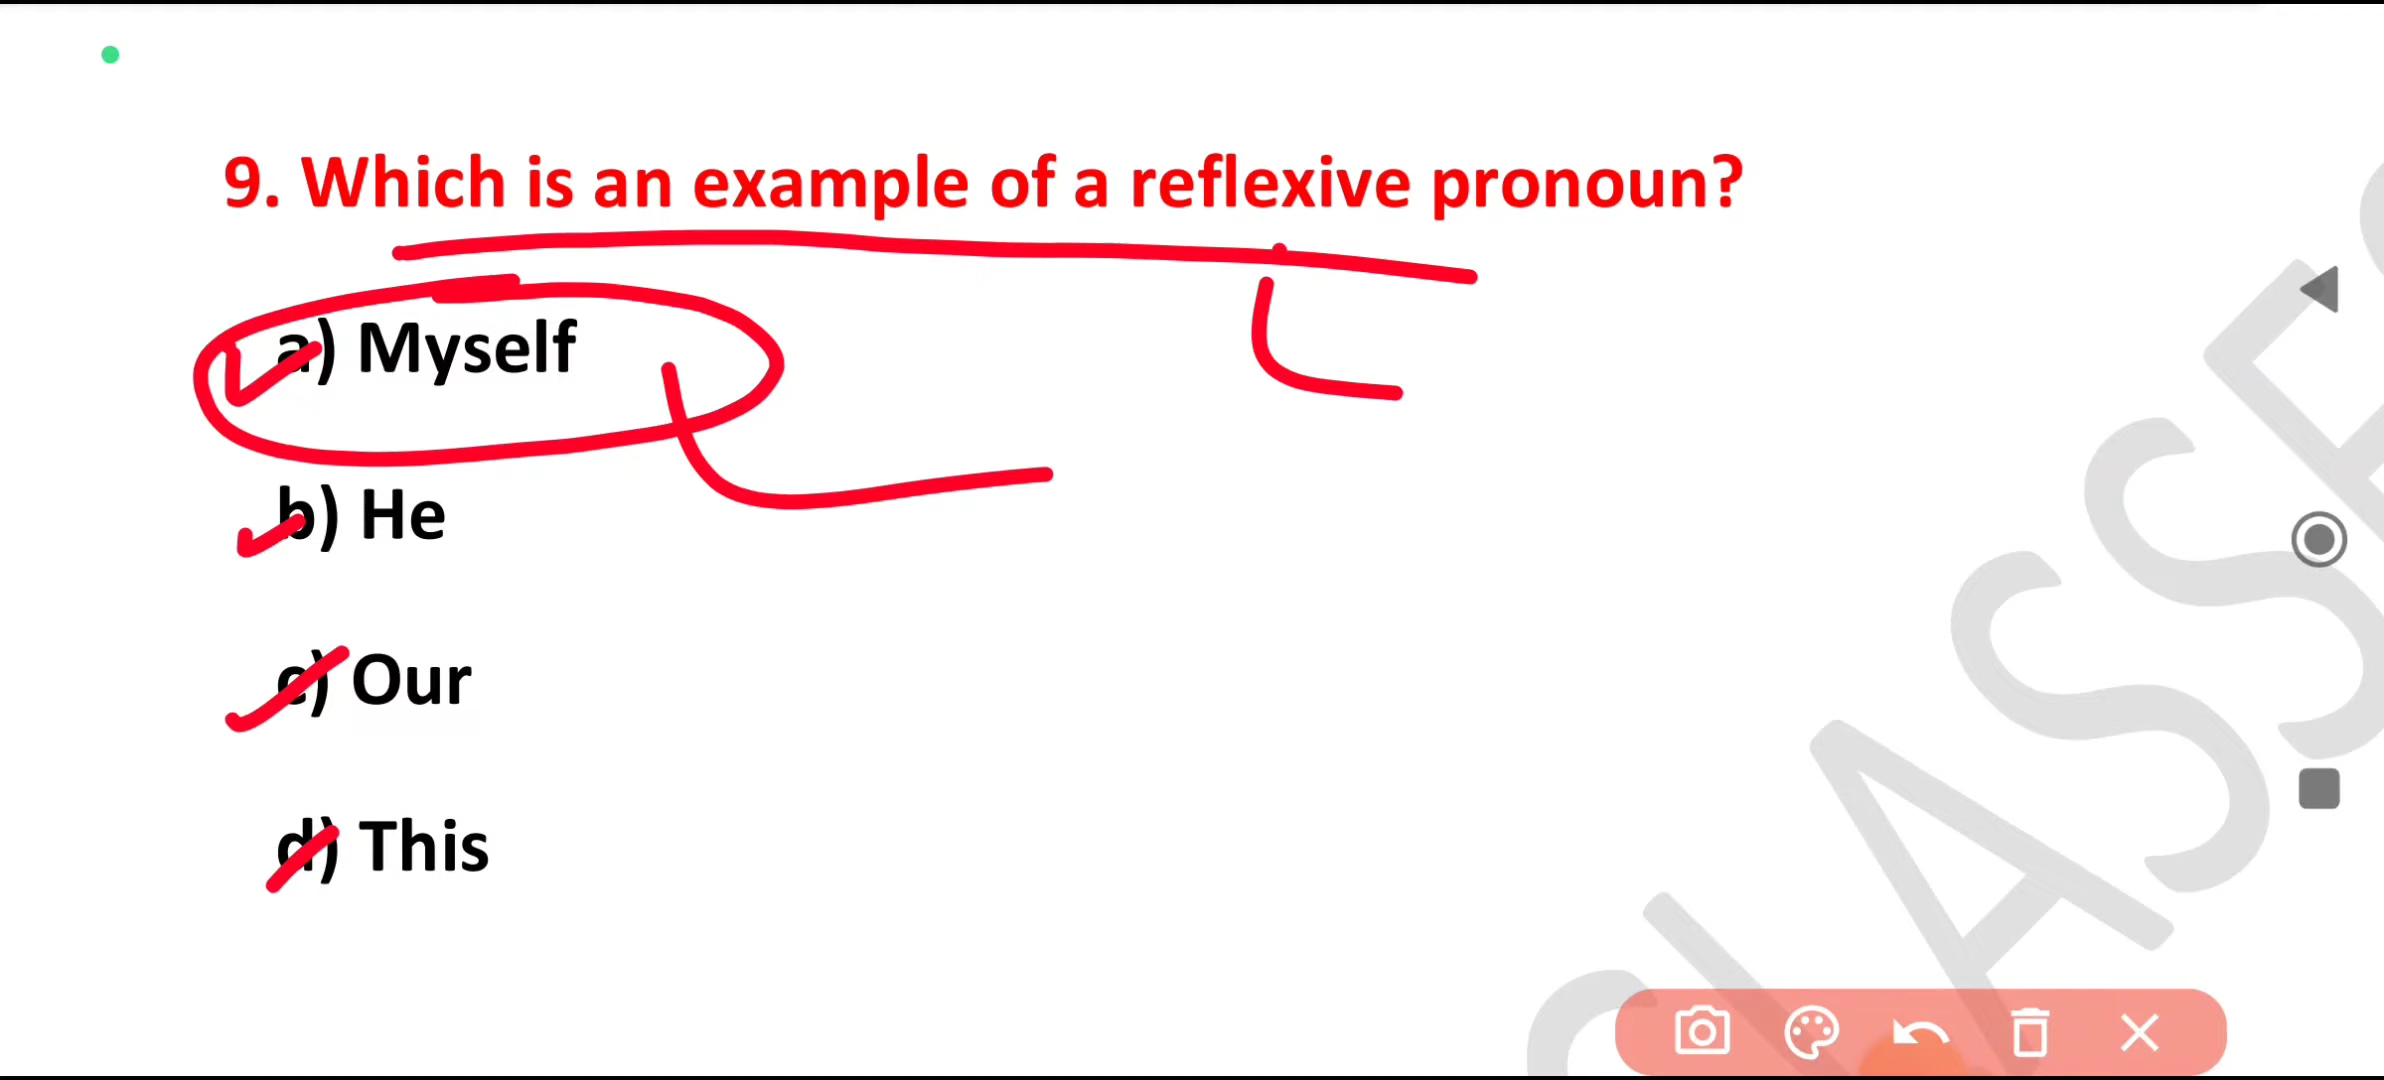 9. Which is an example of a reflexive pronoun?
a) Myself
b) He
c) Our
d) This